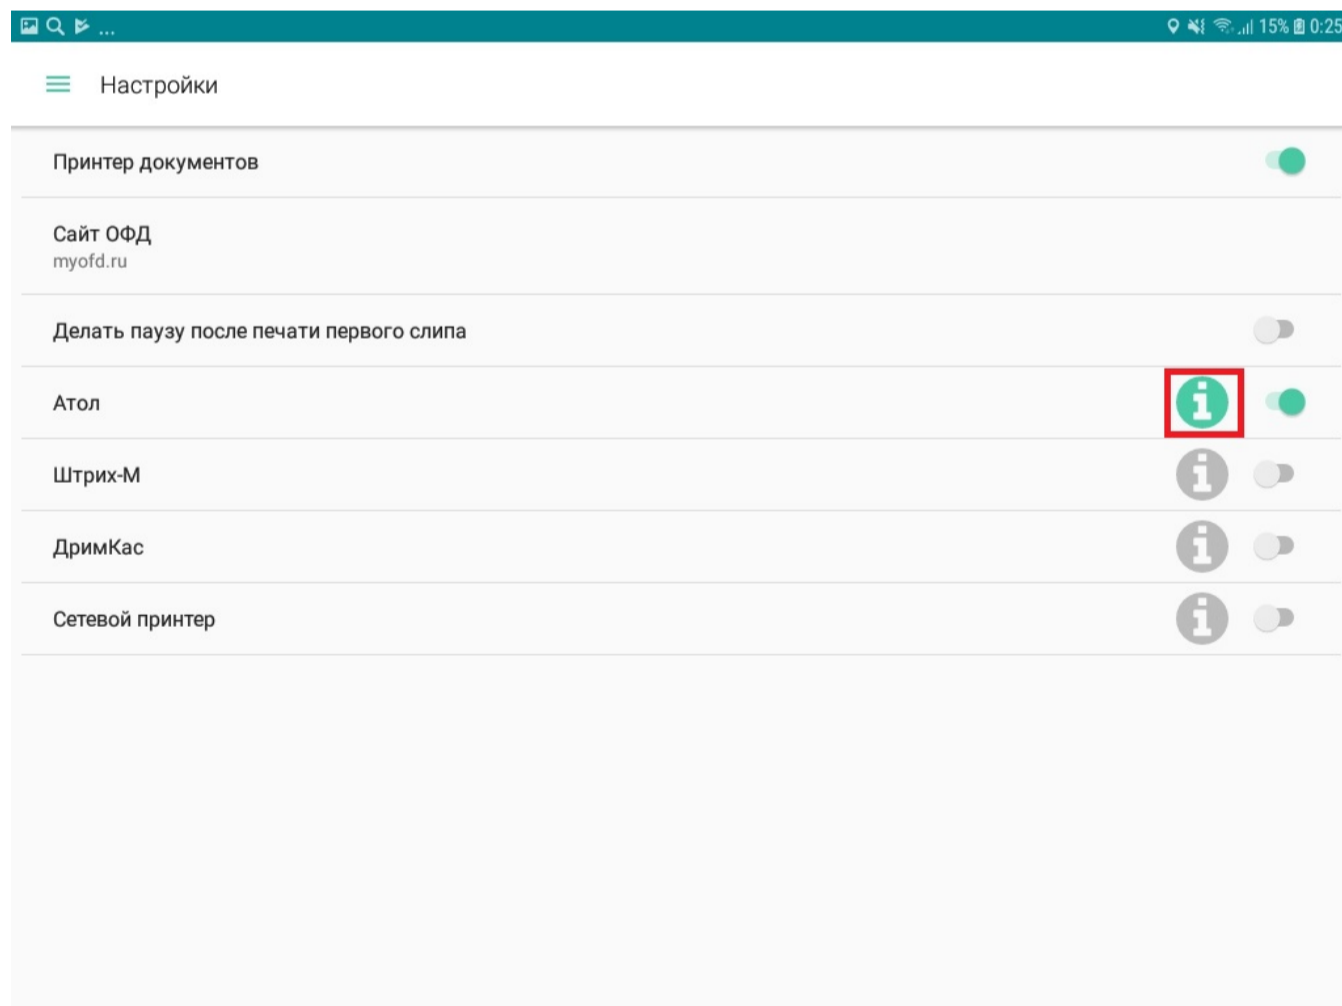 ... 15% 0:25
Настройки
Принтер документов
Сайт ОФД
myofd.ru
Делать паузу после печати первого слипа
Атол
Штрих-М
ДримКас
Сетевой принтер